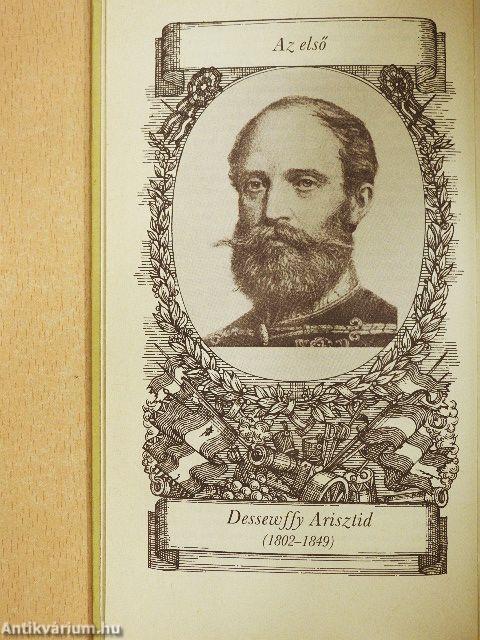 Az első
Dessewffy Arisztid
(1802–1849)
Antikvárium.hu